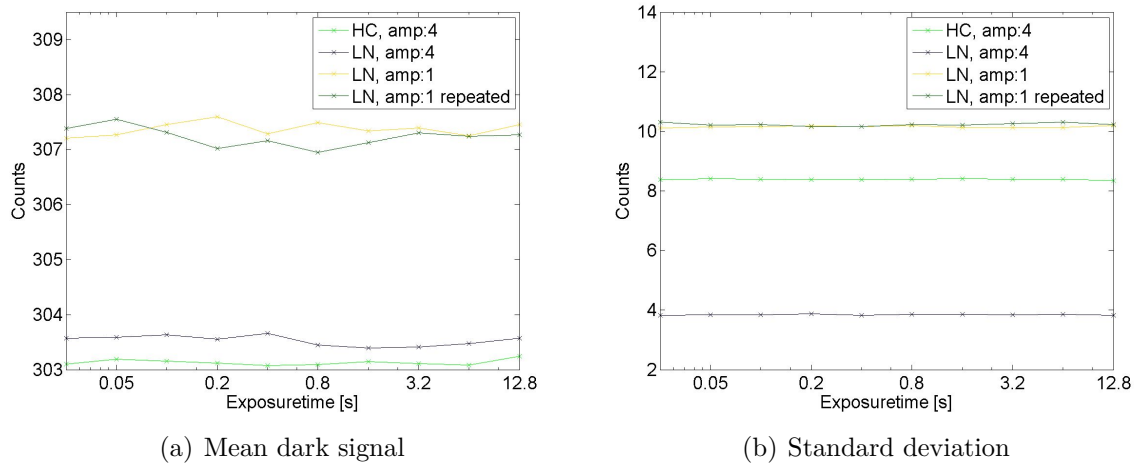 309
308
307
306
305
304
303
Counts
0.05 0.2 0.8 3.2 12.8
Exposuretime [s]
HC, amp:4
LN, amp:4
LN, amp:1
LN, amp:1 repeated
(a) Mean dark signal
14
12
10
8
6
4
2
Counts
0.05 0.2 0.8 3.2 12.8
Exposuretime [s]
HC, amp:4
LN, amp:4
LN, amp:1
LN, amp:1 repeated
(b) Standard deviation